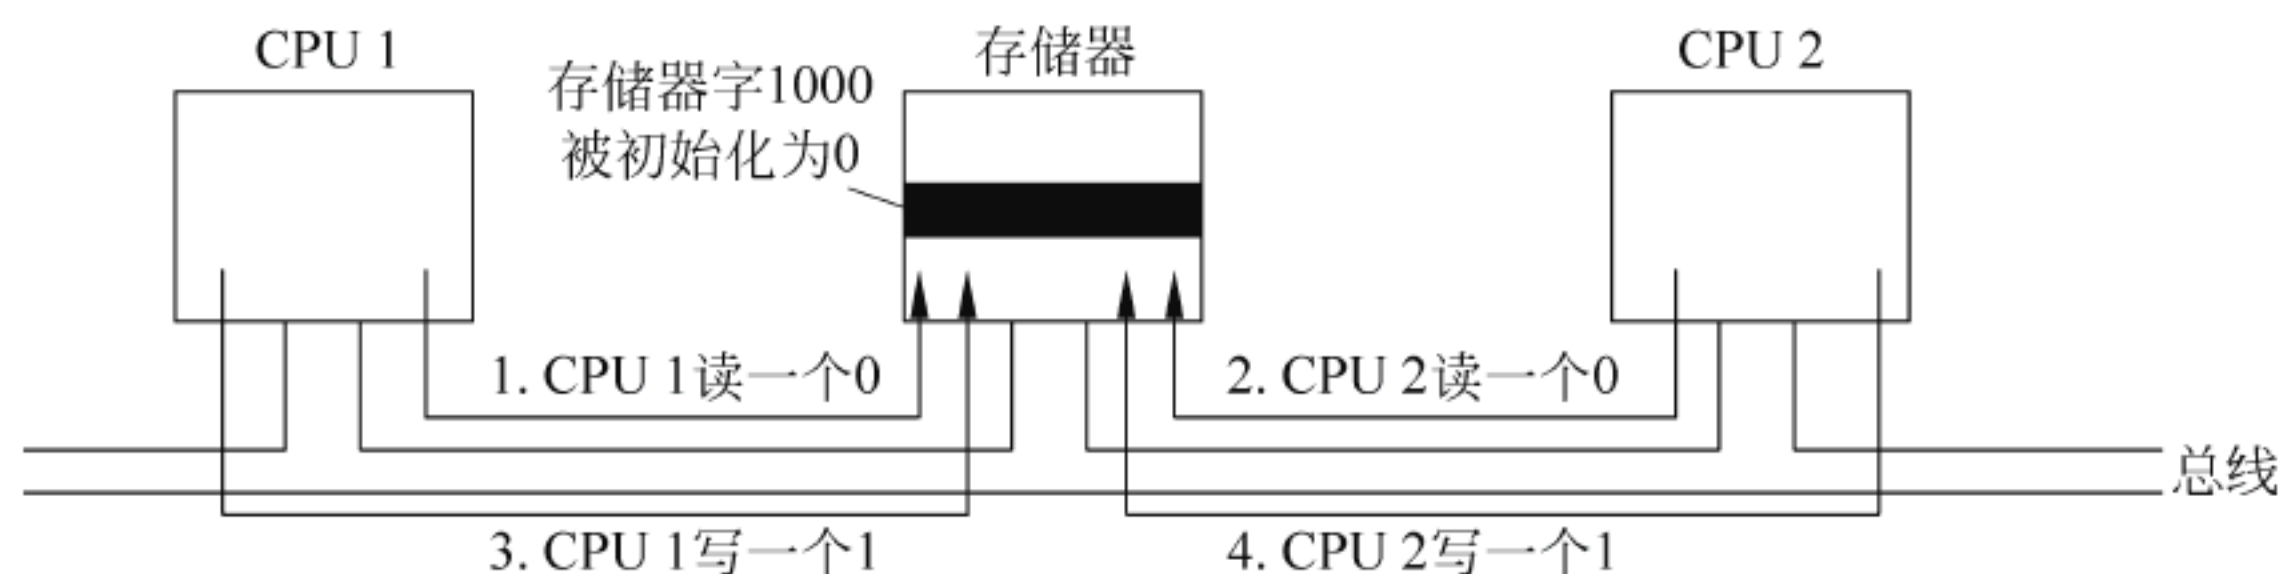 CPU 1
存储器
CPU 2
存储器字1000
被初始化为0
1. CPU 1读一个0
2. CPU 2读一个0
总线
3. CPU 1写一个1
4. CPU 2写一个1